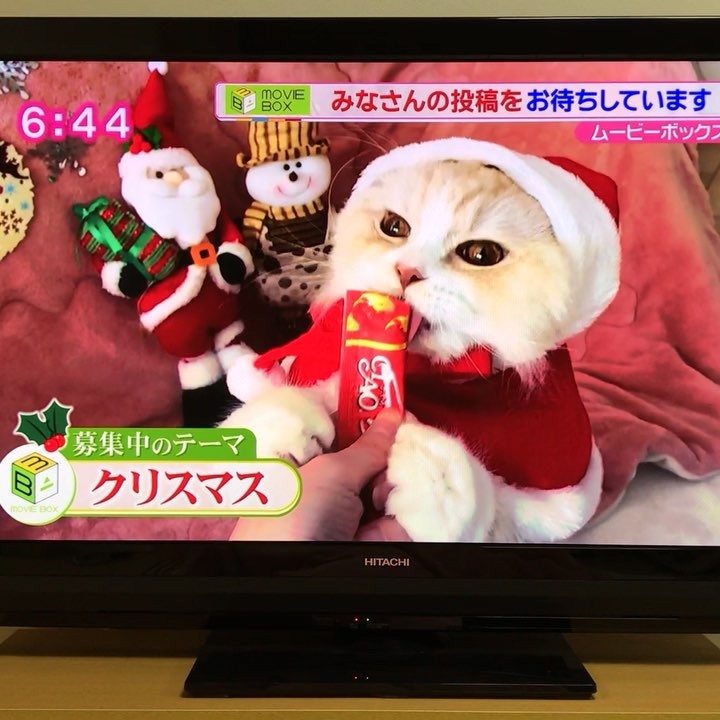 6:44
MOVIE
BOX
みなさんの投稿を お待ちしています
ムービーボックス
募集中のテーマ
クリスマス
MOVIE BOX
CIAO
HITACHI